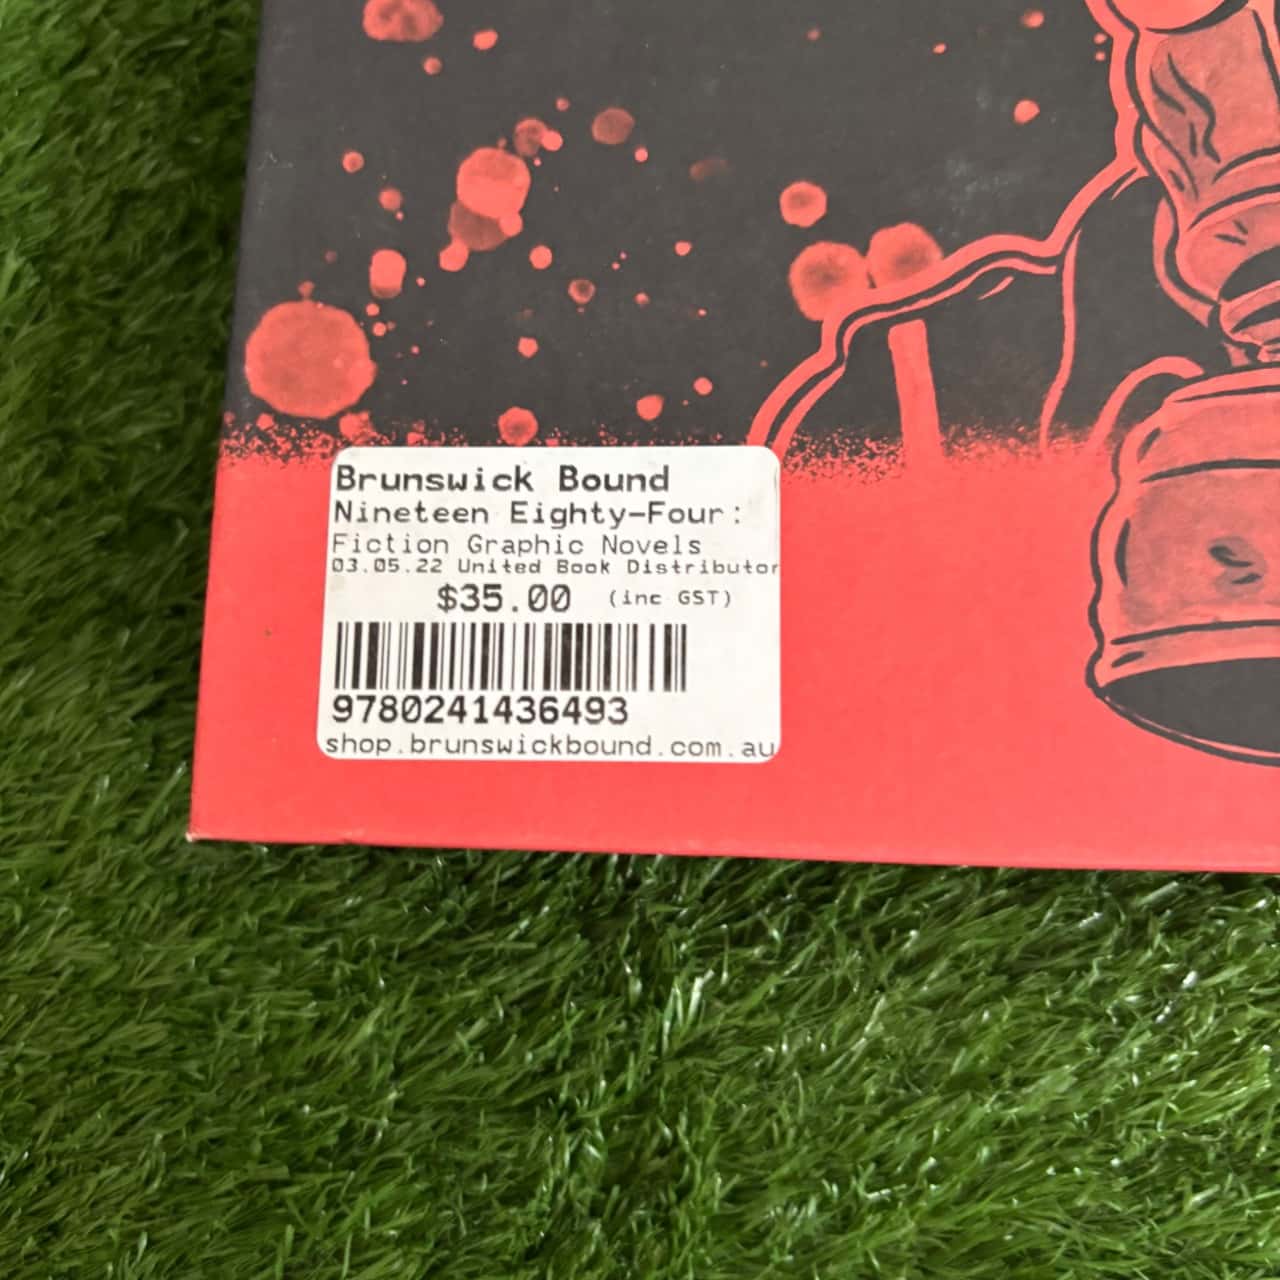 Brunswick Bound
Nineteen Eighty-Four:
Fiction Graphic Novels
03.05.22 United Book Distributor
$35.00 (inc GST)
9780241436493
shop.brunswickbound.com.au